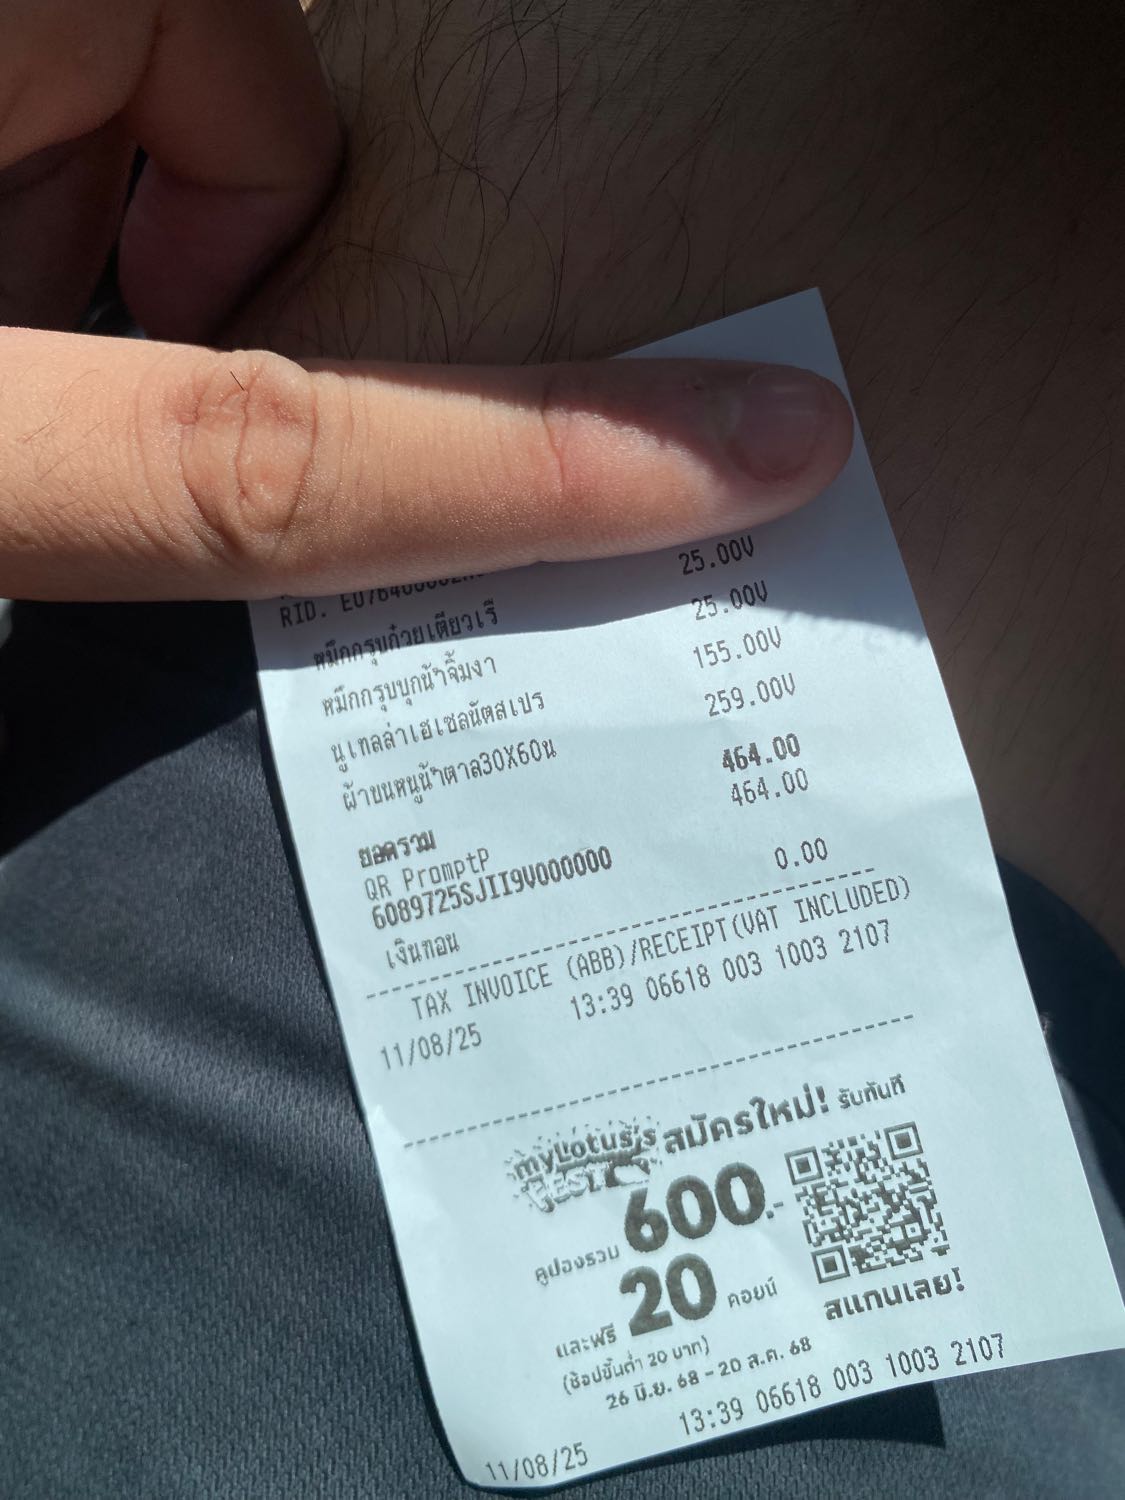 RID. E0764000
หมึกกรุบก๋วยเตียวเรื 25.00V
หมึกกรุบบุกน้ำจิ้มงา 25.00V
นูเทลล่าเฮเซลนัตสเปร 155.00V
ผ้าขนหนูน้ำตาล30X60น 259.00V
ยอดรวม 464.00
QR PromptP 464.00
6089725SJII9V000000
เงินทอน 0.00
TAX INVOICE (ABB)/RECEIPT(VAT INCLUDED)
11/08/25 13:39 06618 003 1003 2107
myLotus's สมัครใหม่! รับทันที
คูปองรวม 600.-
และฟรี 20 คอยน์
สแกนเลย!
(ช้อปขั้นต่ำ 20 บาท)
26 มิ.ย. 68 - 20 ส.ค. 68
11/08/25 13:39 06618 003 1003 2107